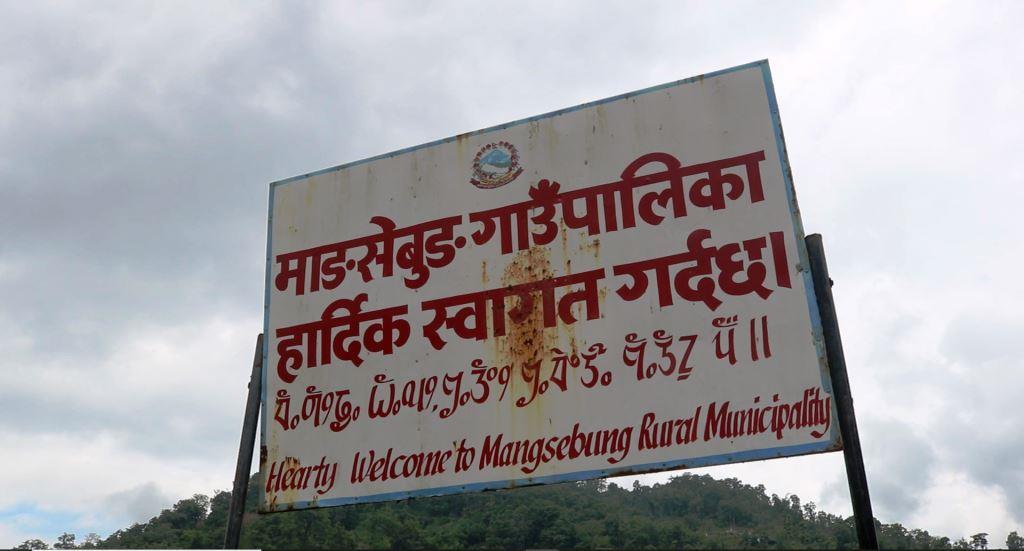 माङसेबुङ गाउँपालिका
हार्दिक स्वागत गर्दछ।
Hearty Welcome to Mangsebung Rural Municipality